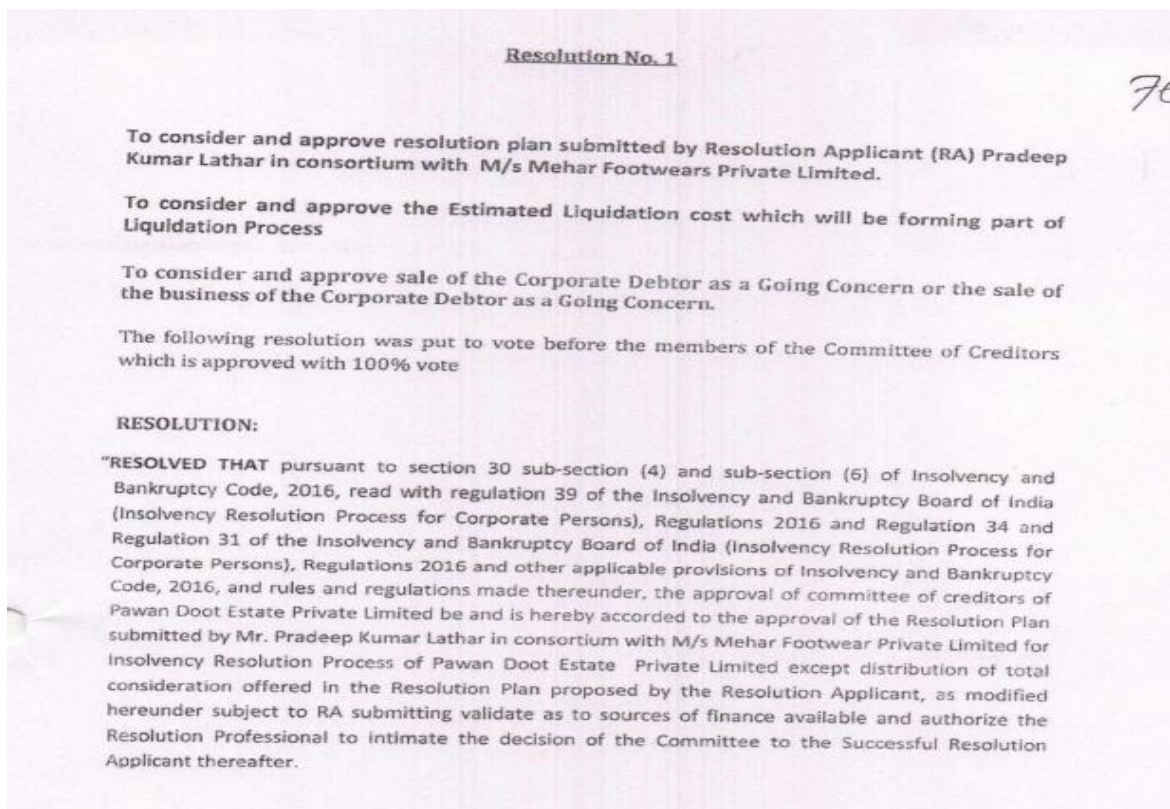 Resolution No. 1
To consider and approve resolution plan submitted by Resolution Applicant (RA) Pradeep
Kumar Lathar in consortium with M/s Mehar Footwears Private Limited.
To consider and approve the Estimated Liquidation cost which will be forming part of
Liquidation Process
To consider and approve sale of the Corporate Debtor as a Going Concern or the sale of
the business of the Corporate Debtor as a Going Concern.
The following resolution was put to vote before the members of the Committee of Creditors
which is approved with 100% vote
RESOLUTION:
"RESOLVED THAT pursuant to section 30 sub-section (4) and sub-section (6) of Insolvency and
Bankruptcy Code, 2016, read with regulation 39 of the Insolvency and Bankruptcy Board of India
(Insolvency Resolution Process for Corporate Persons), Regulations 2016 and Regulation 34 and
Regulation 31 of the Insolvency and Bankruptcy Board of India (Insolvency Resolution Process for
Corporate Persons), Regulations 2016 and other applicable provisions of Insolvency and Bankruptcy
Code, 2016, and rules and regulations made thereunder, the approval of committee of creditors of
Pawan Doot Estate Private Limited be and is hereby accorded to the approval of the Resolution Plan
submitted by Mr. Pradeep Kumar Lathar in consortium with M/s Mehar Footwear Private Limited for
Insolvency Resolution Process of Pawan Doot Estate Private Limited except distribution of total
consideration offered in the Resolution Plan proposed by the Resolution Applicant, as modified
hereunder subject to RA submitting validate as to sources of finance available and authorize the
Resolution Professional to intimate the decision of the Committee to the Successful Resolution
Applicant thereafter.